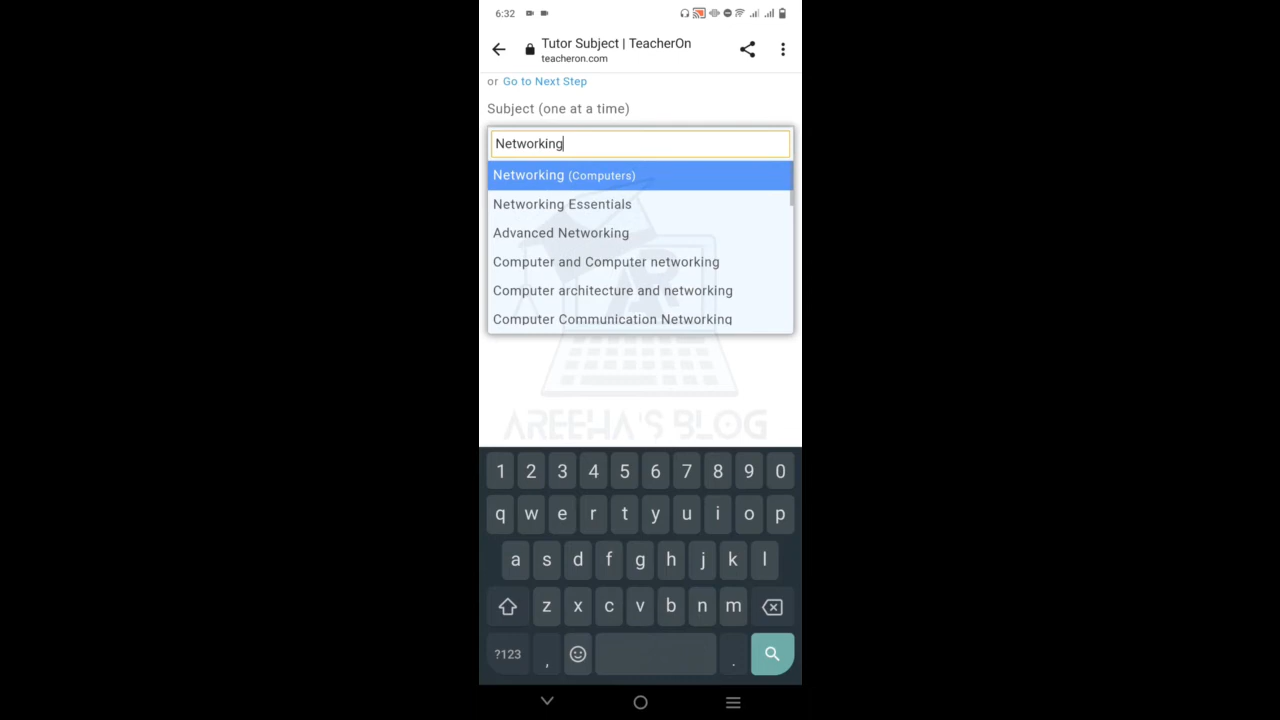 6:32
Tutor Subject | TeacherOn
teacheron.com
or Go to Next Step
Subject (one at a time)
Networking
Networking (Computers)
Networking Essentials
Advanced Networking
Computer and Computer networking
Computer architecture and networking
Computer Communication Networking
AR
AREEHA'S BLOG
1 2 3 4 5 6 7 8 9 0
q w e r t y u i o p
a s d f g h j k l
z x c v b n m
?123 , .